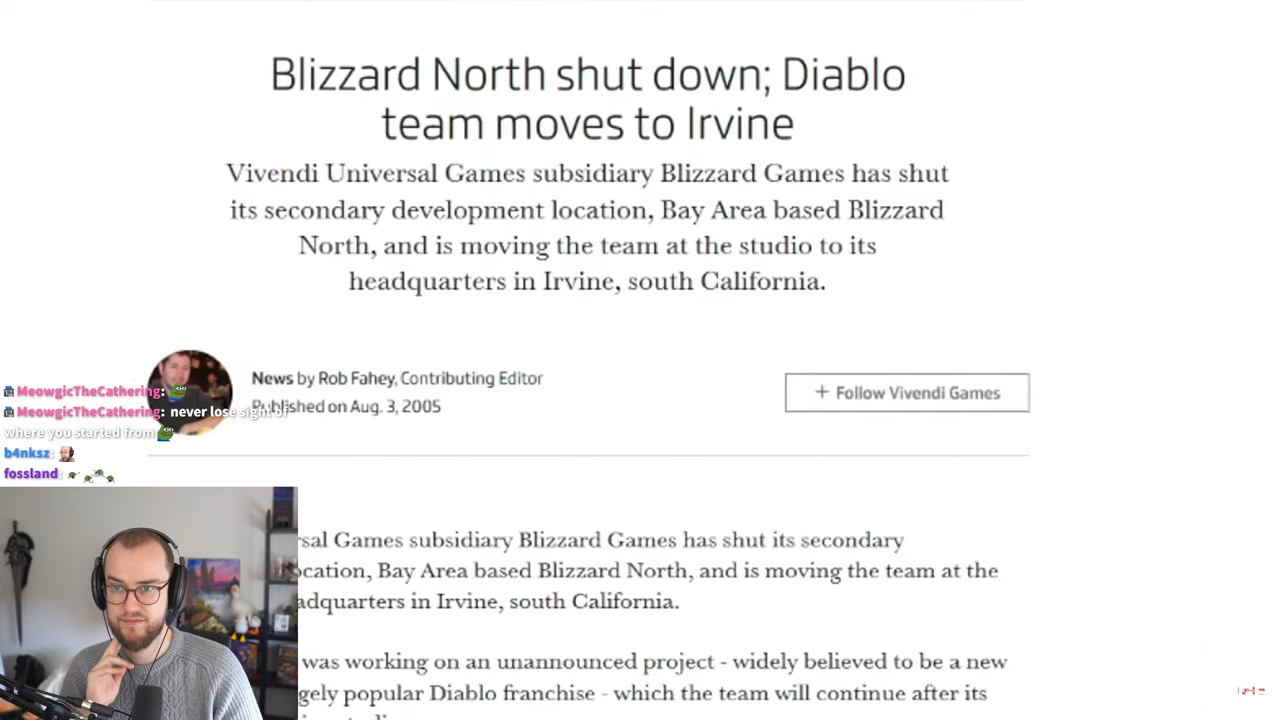 Blizzard North shut down; Diablo
team moves to Irvine
Vivendi Universal Games subsidiary Blizzard Games has shut
its secondary development location, Bay Area based Blizzard
North, and is moving the team at the studio to its
headquarters in Irvine, south California.
News by Rob Fahey, Contributing Editor
Published on Aug. 3, 2005
+ Follow Vivendi Games
MeowgicTheCathering:
MeowgicTheCathering: never lose sight of
where you started from
b4nksz:
fossland:
rsal Games subsidiary Blizzard Games has shut its secondary
ocation, Bay Area based Blizzard North, and is moving the team at the
adquarters in Irvine, south California.
was working on an unannounced project - widely believed to be a new
gely popular Diablo franchise - which the team will continue after its